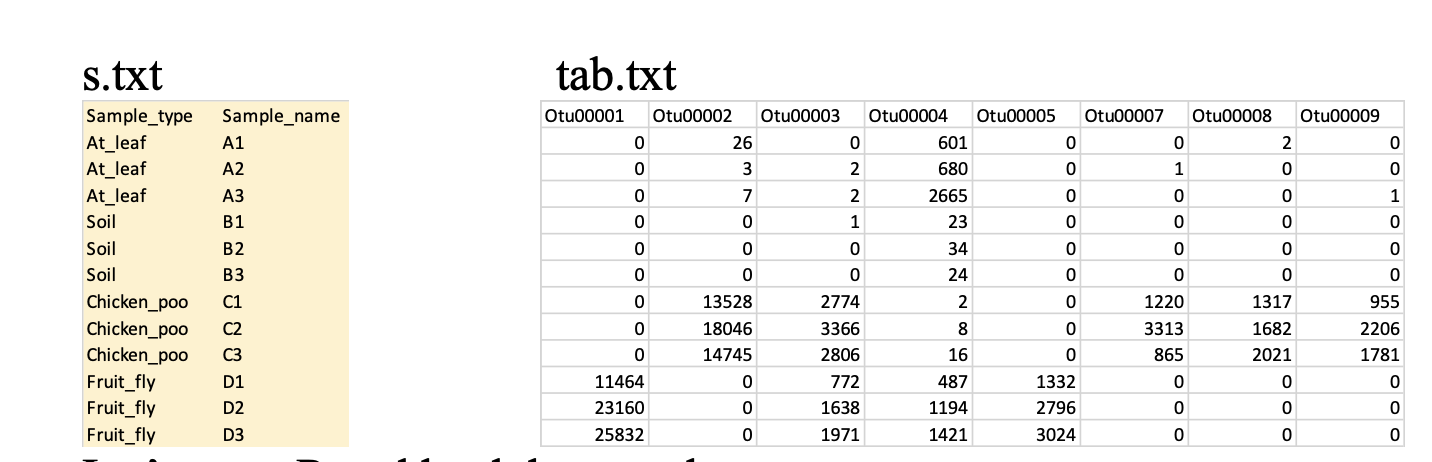 s.txt tab.txt
Sample_type Sample_name Otu00001 Otu00002 Otu00003 Otu00004 Otu00005 Otu00007 Otu00008 Otu00009
At_leaf A1 0 26 0 601 0 0 2 0
At_leaf A2 0 3 2 680 0 1 0 0
At_leaf A3 0 7 2 2665 0 0 0 1
Soil B1 0 0 1 23 0 0 0 0
Soil B2 0 0 0 34 0 0 0 0
Soil B3 0 0 0 24 0 0 0 0
Chicken_poo C1 0 13528 2774 2 0 1220 1317 955
Chicken_poo C2 0 18046 3366 8 0 3313 1682 2206
Chicken_poo C3 0 14745 2806 16 0 865 2021 1781
Fruit_fly D1 11464 0 772 487 1332 0 0 0
Fruit_fly D2 23160 0 1638 1194 2796 0 0 0
Fruit_fly D3 25832 0 1971 1421 3024 0 0 0